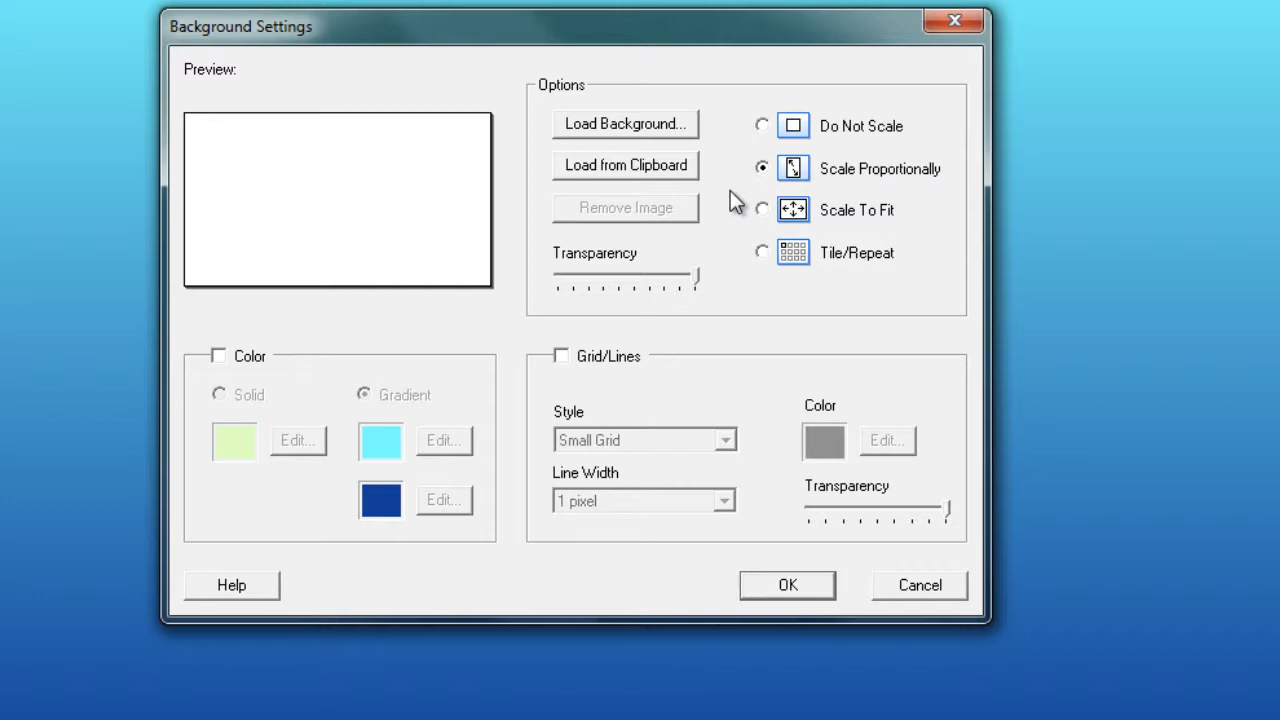 Background Settings
Preview:
Options
Load Background...
Do Not Scale
Load from Clipboard
Scale Proportionally
Remove Image
Scale To Fit
Transparency
Tile/Repeat
Color
Solid
Gradient
Edit...
Edit...
Edit...
Grid/Lines
Style
Color
Small Grid
Edit...
Line Width
Transparency
1 pixel
Help
OK
Cancel